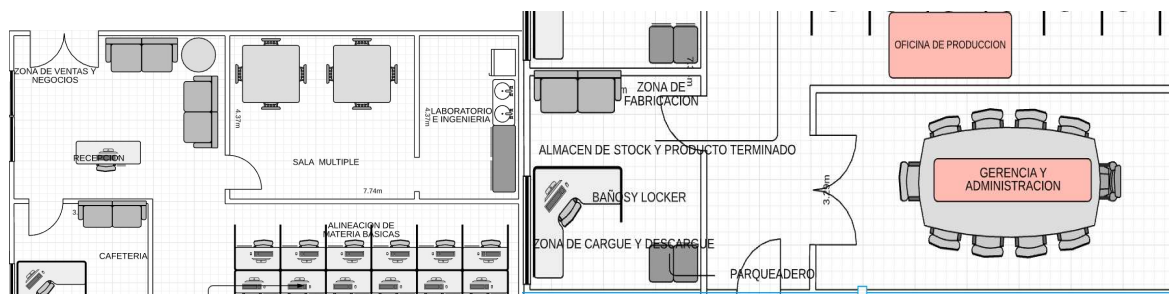 ZONA DE VENTAS Y
NEGOCIOS
RECEPCION
4.37m
SALA MULTIPLE
7.74m
4.37m
LABORATORIO
E INGENIERIA
3.
CAFETERIA
ALINEACION DE
MATERIA BASICAS
m
ZONA DE
FABRICACION
ALMACEN DE STOCK Y PRODUCTO TERMINADO
BAÑOSY LOCKER
ZONA DE CARGUE Y DESCARGUE
PARQUEADERO
OFICINA DE PRODUCCION
GERENCIA Y
ADMINISTRACION